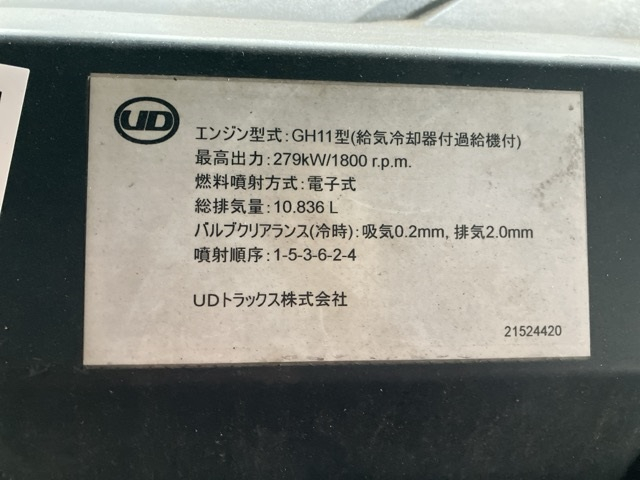 UD
エンジン型式:GH11型(給気冷却器付過給機付)
最高出力:279kW/1800 r.p.m.
燃料噴射方式:電子式
総排気量:10.836 L
バルブクリアランス(冷時):吸気0.2mm, 排気2.0mm
噴射順序:1-5-3-6-2-4
UDトラックス株式会社
21524420